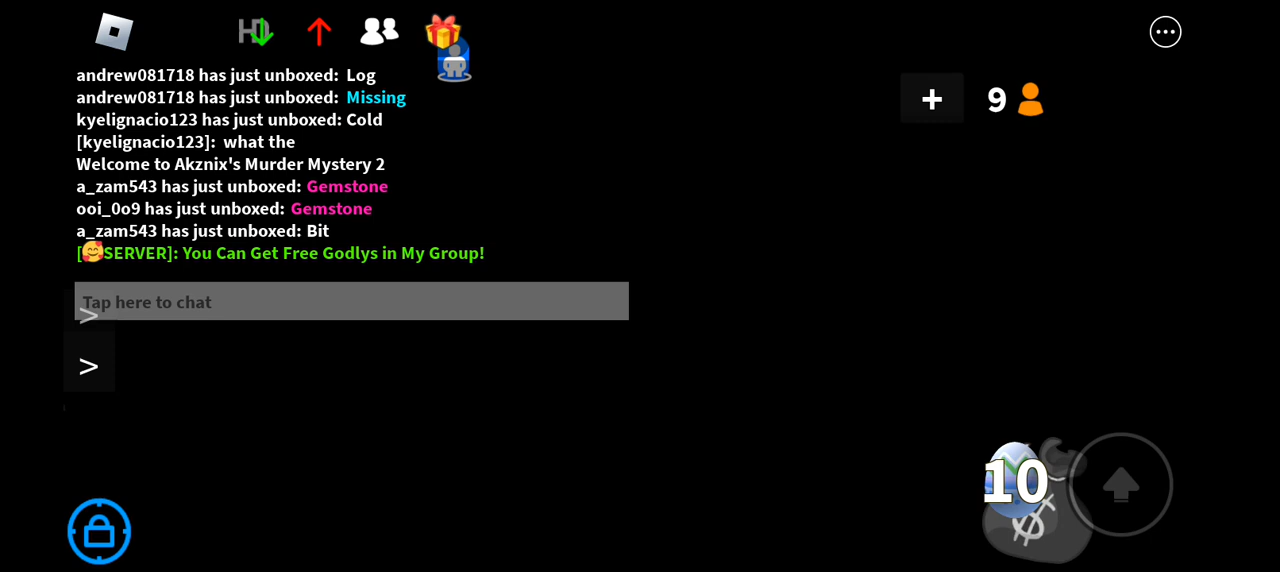 HD
andrew081718 has just unboxed: Log
andrew081718 has just unboxed: Missing
+ 9
kyelignacio123 has just unboxed: Cold
[kyelignacio123]: what the
Welcome to Akznix's Murder Mystery 2
a_zam543 has just unboxed: Gemstone
ooi_0o9 has just unboxed: Gemstone
a_zam543 has just unboxed: Bit
[🥰SERVER]: You Can Get Free Godlys in My Group!
Tap here to chat
>
>
10
$